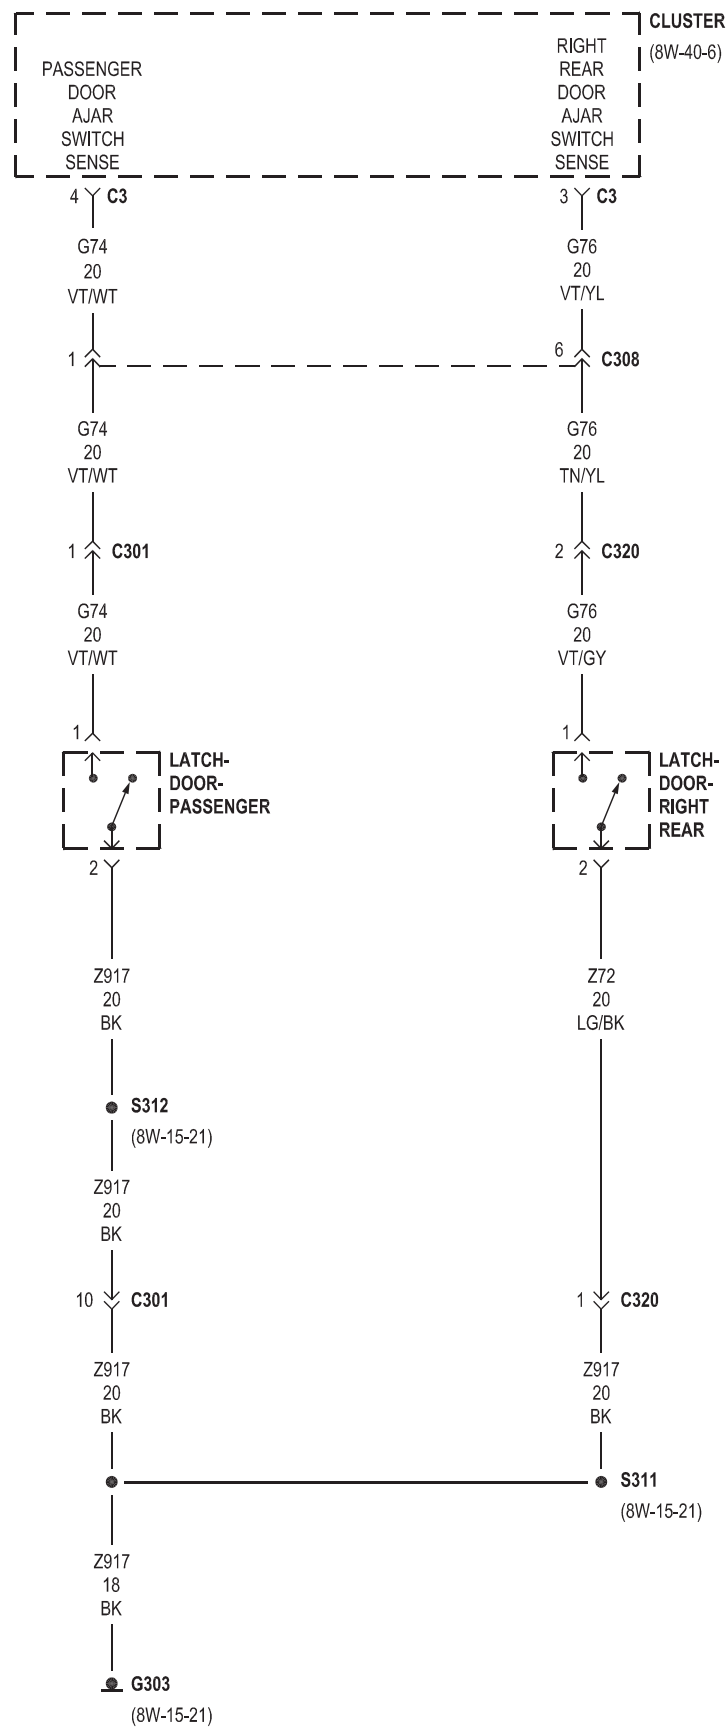 CLUSTER
(8W-40-6)
PASSENGER
DOOR
AJAR
SWITCH
SENSE
RIGHT
REAR
DOOR
AJAR
SWITCH
SENSE
4 C3
3 C3
G74
20
VT/WT
G76
20
VT/YL
1
6 C308
G74
20
VT/WT
G76
20
TN/YL
1 C301
2 C320
G74
20
VT/WT
G76
20
VT/GY
1
LATCH-
DOOR-
PASSENGER
2
1
LATCH-
DOOR-
RIGHT
REAR
2
Z917
20
BK
Z72
20
LG/BK
S312
(8W-15-21)
Z917
20
BK
10 C301
1 C320
Z917
20
BK
Z917
20
BK
S311
(8W-15-21)
Z917
18
BK
G303
(8W-15-21)